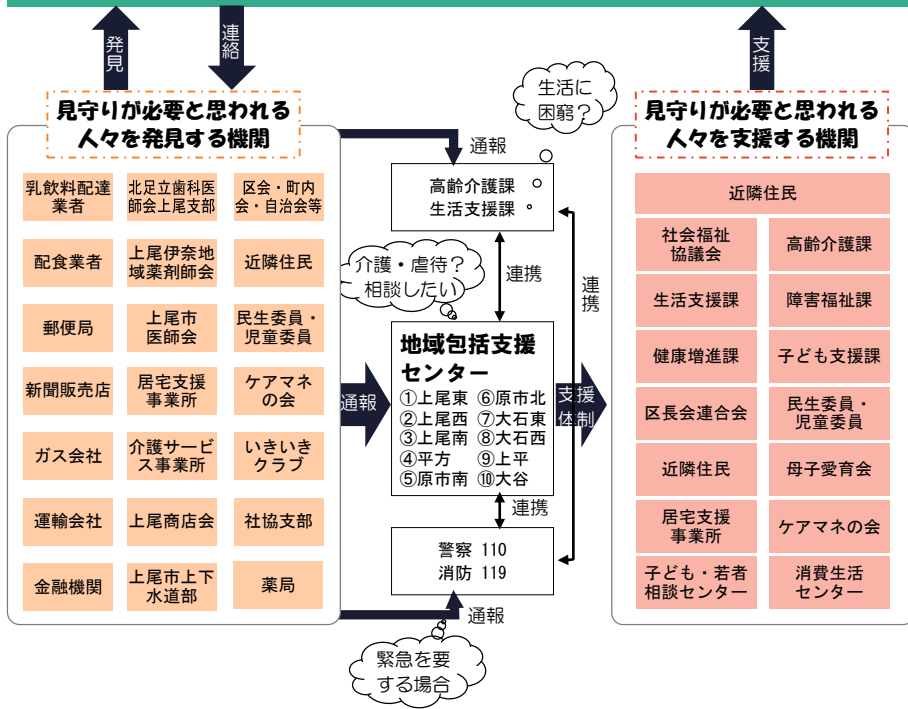 発見
連絡
支援
見守りが必要と思われる
人々を発見する機関
乳飲料配達
業者
北足立歯科医
師会上尾支部
区会・町内
会・自治会等
配食業者
上尾伊奈地
域薬剤師会
近隣住民
郵便局
上尾市
医師会
民生委員・
児童委員
新聞販売店
居宅支援
事業所
ケアマネ
の会
ガス会社
介護サービ
ス事業所
いきいき
クラブ
運輸会社
上尾商店会
社協支部
金融機関
上尾市上下
水道部
薬局
生活に
困窮？
通報
高齢介護課
生活支援課
介護・虐待？
相談したい
連携
連携
通報
地域包括支援
センター
①上尾東 ⑥原市北
②上尾西 ⑦大石東
③上尾南 ⑧大石西
④平方 ⑨上平
⑤原市南 ⑩大谷
支援
体制
連携
警察 110
消防 119
通報
緊急を要
する場合
見守りが必要と思われる
人々を支援する機関
近隣住民
社会福祉
協議会
高齢介護課
生活支援課
障害福祉課
健康増進課
子ども支援課
区長会連合会
民生委員・
児童委員
近隣住民
母子愛育会
居宅支援
事業所
ケアマネの会
子ども・若者
相談センター
消費生活
センター